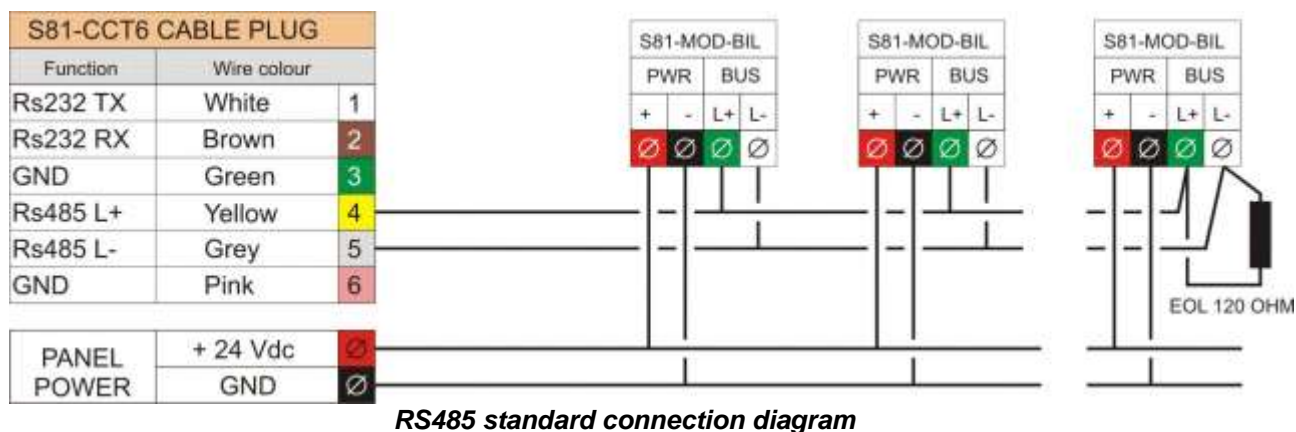 S81-CCT6 CABLE PLUG
Function Wire colour
Rs232 TX White 1
Rs232 RX Brown 2
GND Green 3
Rs485 L+ Yellow 4
Rs485 L- Grey 5
GND Pink 6
PANEL POWER + 24 Vdc
GND
S81-MOD-BIL
PWR BUS
+ - L+ L-
S81-MOD-BIL
PWR BUS
+ - L+ L-
S81-MOD-BIL
PWR BUS
+ - L+ L-
EOL 120 OHM
RS485 standard connection diagram